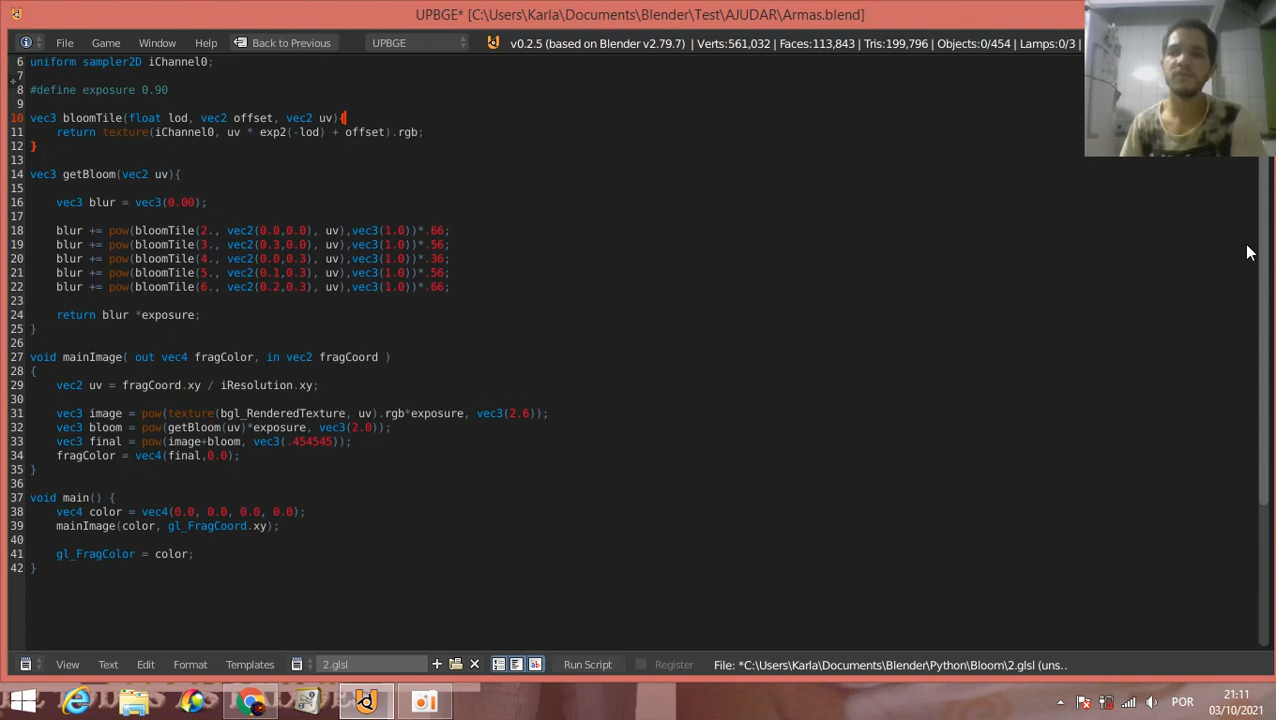 UPBGE* [C:\Users\Karla\Documents\Blender\Test\AJUDAR\Armas.blend]
File Game Window Help Back to Previous UPBGE v0.2.5 (based on Blender v2.79.7) | Verts:561,032 | Faces:113,843 | Tris:199,796 | Objects:0/454 | Lamps:0/3
6 uniform sampler2D iChannel0;
7
8 #define exposure 0.90
9
10 vec3 bloomTile(float lod, vec2 offset, vec2 uv){
11 return texture(iChannel0, uv * exp2(-lod) + offset).rgb;
12 }
13
14 vec3 getBloom(vec2 uv){
15
16 vec3 blur = vec3(0.00);
17
18 blur += pow(bloomTile(2., vec2(0.0,0.0), uv),vec3(1.0))*.66;
19 blur += pow(bloomTile(3., vec2(0.3,0.0), uv),vec3(1.0))*.56;
20 blur += pow(bloomTile(4., vec2(0.0,0.3), uv),vec3(1.0))*.36;
21 blur += pow(bloomTile(5., vec2(0.1,0.3), uv),vec3(1.0))*.56;
22 blur += pow(bloomTile(6., vec2(0.2,0.3), uv),vec3(1.0))*.66;
23
24 return blur *exposure;
25 }
26
27 void mainImage( out vec4 fragColor, in vec2 fragCoord )
28 {
29 vec2 uv = fragCoord.xy / iResolution.xy;
30
31 vec3 image = pow(texture(bgl_RenderedTexture, uv).rgb*exposure, vec3(2.6));
32 vec3 bloom = pow(getBloom(uv)*exposure, vec3(2.0));
33 vec3 final = pow(image+bloom, vec3(.454545));
34 fragColor = vec4(final,0.0);
35 }
36
37 void main() {
38 vec4 color = vec4(0.0, 0.0, 0.0, 0.0);
39 mainImage(color, gl_FragCoord.xy);
40
41 gl_FragColor = color;
42 }
View Text Edit Format Templates 2.glsl Run Script Register File: *C:\Users\Karla\Documents\Blender\Python\Bloom\2.glsl (uns..
POR
21:11
03/10/2021